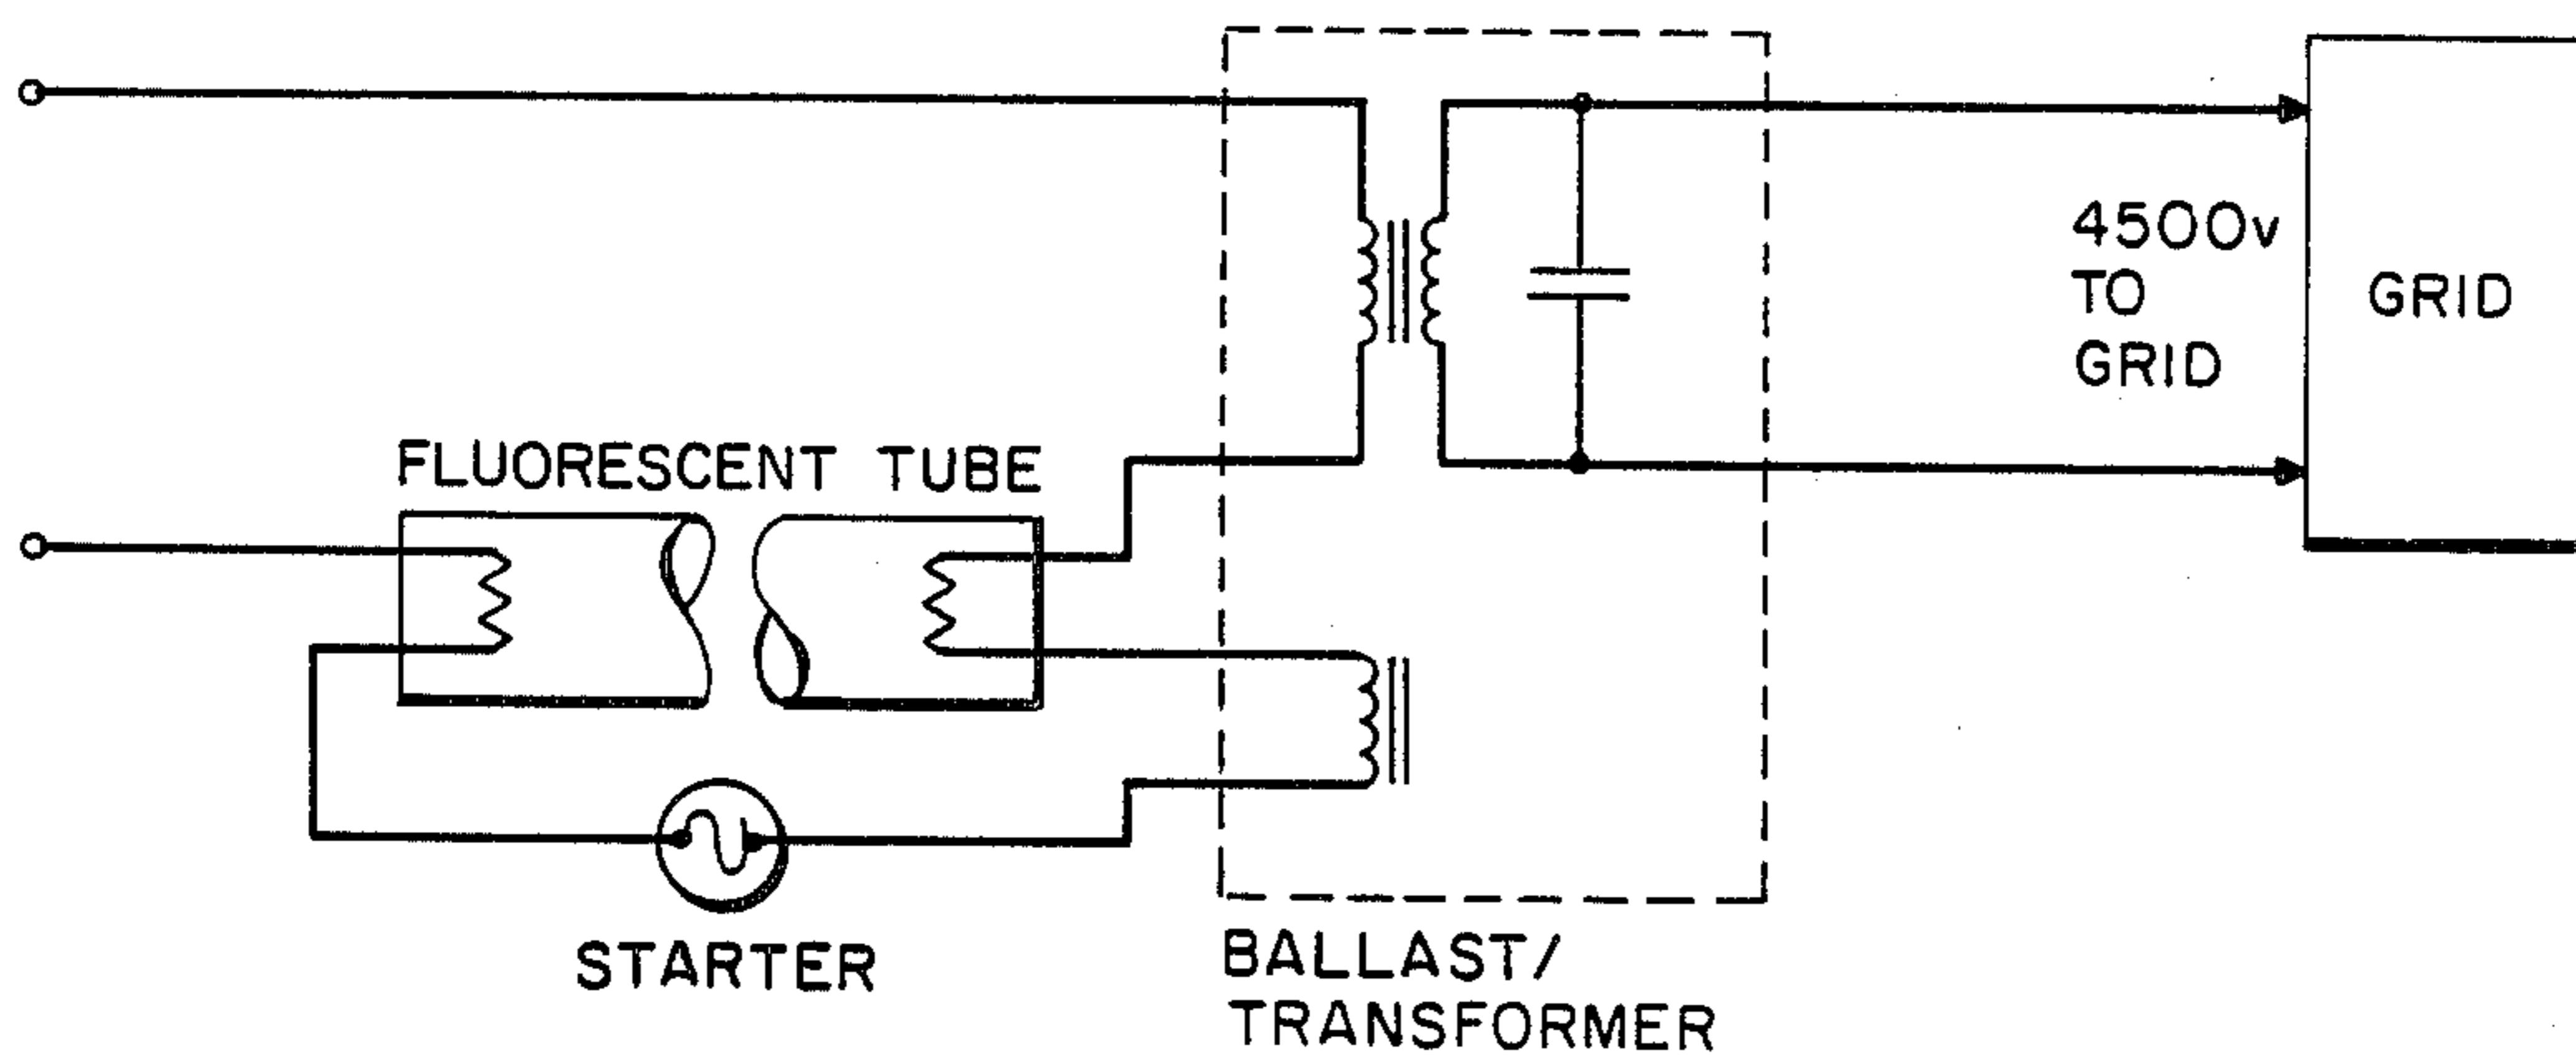 4500v
TO
GRID
GRID
FLUORESCENT TUBE
STARTER
BALLAST/
TRANSFORMER